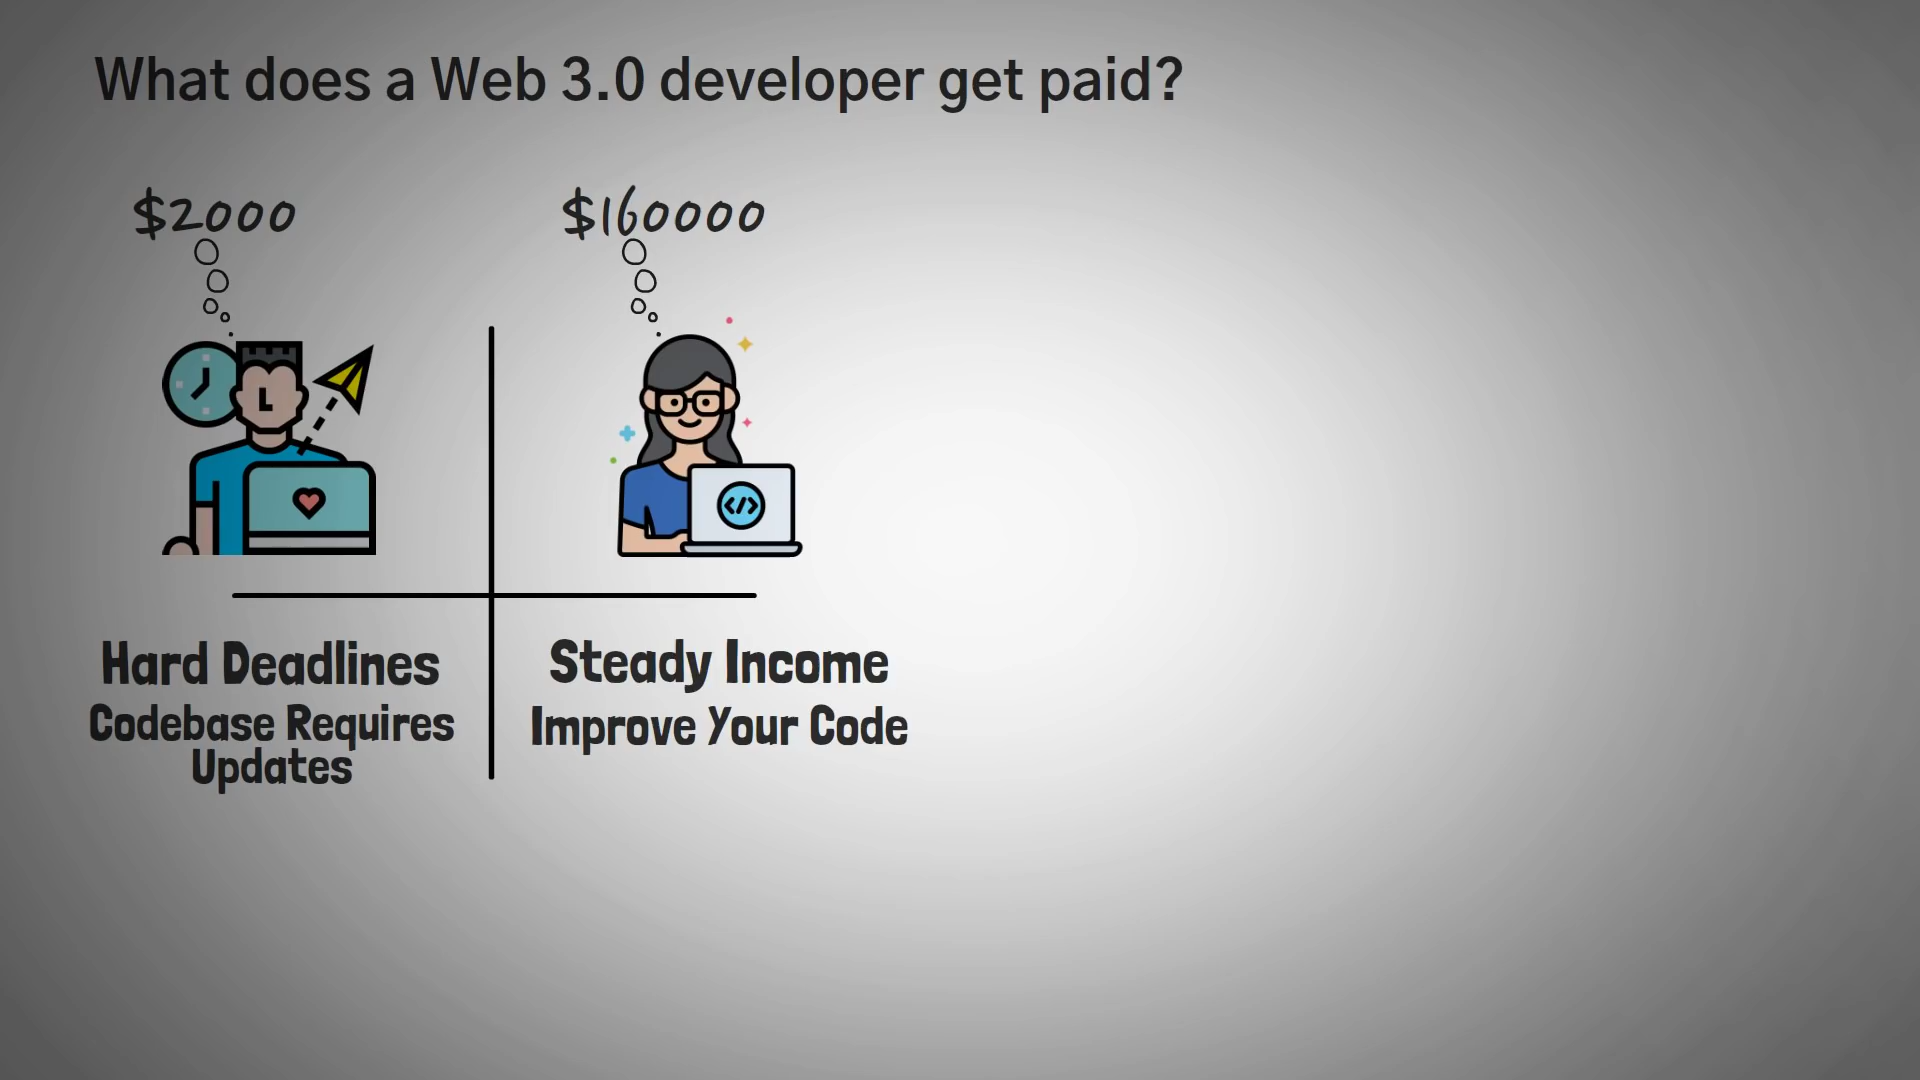 What does a Web 3.0 developer get paid?
$2000
$160000
Hard Deadlines
Codebase Requires
Updates
Steady Income
Improve Your Code